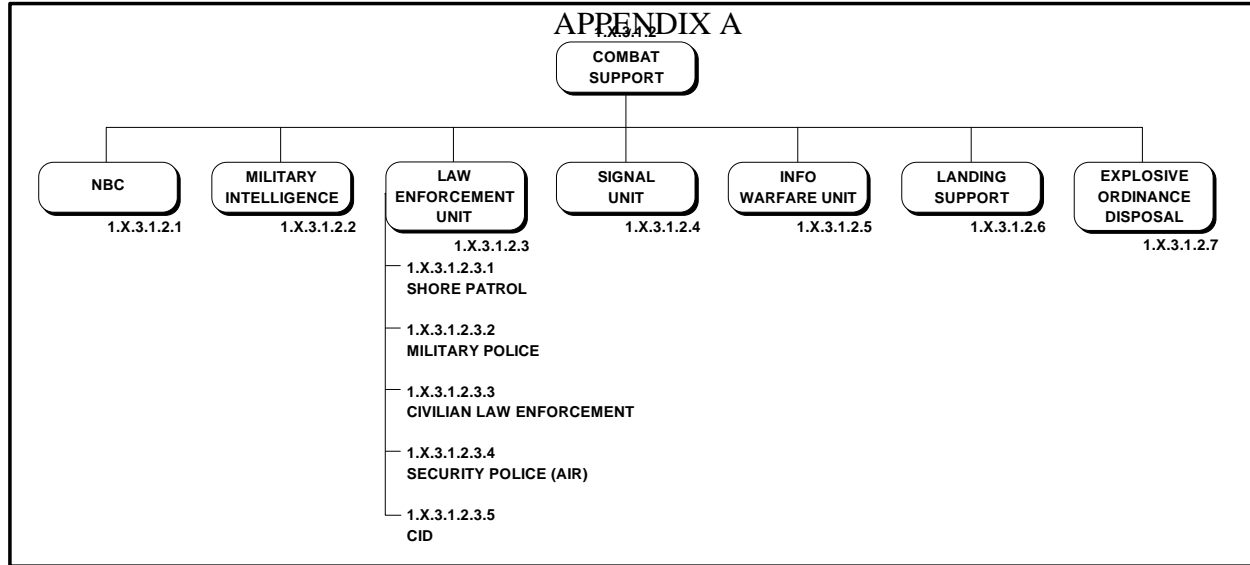 APPENDIX A
1.X.3.1.2
COMBAT
SUPPORT
NBC
1.X.3.1.2.1
MILITARY
INTELLIGENCE
1.X.3.1.2.2
LAW
ENFORCEMENT
UNIT
1.X.3.1.2.3
1.X.3.1.2.3.1
SHORE PATROL
1.X.3.1.2.3.2
MILITARY POLICE
1.X.3.1.2.3.3
CIVILIAN LAW ENFORCEMENT
1.X.3.1.2.3.4
SECURITY POLICE (AIR)
1.X.3.1.2.3.5
CID
SIGNAL
UNIT
1.X.3.1.2.4
INFO
WARFARE UNIT
1.X.3.1.2.5
LANDING
SUPPORT
1.X.3.1.2.6
EXPLOSIVE
ORDINANCE
DISPOSAL
1.X.3.1.2.7